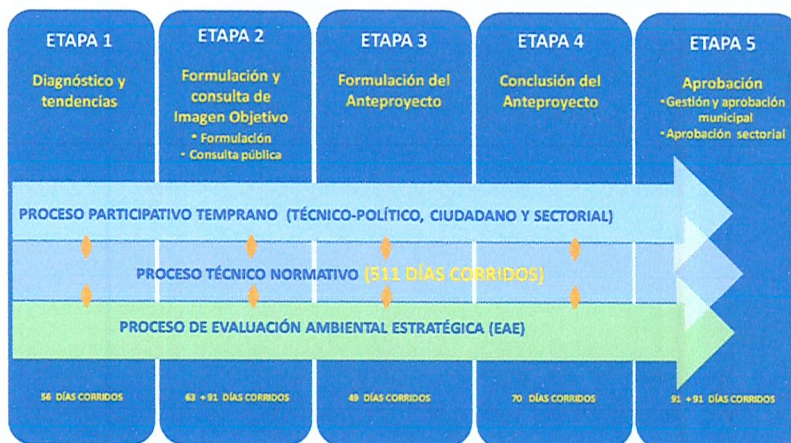 ETAPA 1
Diagnóstico y
tendencias
ETAPA 2
Formulación y
consulta de
Imagen Objetivo
• Formulación
• Consulta pública
ETAPA 3
Formulación del
Anteproyecto
ETAPA 4
Conclusión del
Anteproyecto
ETAPA 5
Aprobación
• Gestión y aprobación
municipal
• Aprobación sectorial
PROCESO PARTICIPATIVO TEMPRANO (TÉCNICO-POLÍTICO, CIUDADANO Y SECTORIAL)
PROCESO TÉCNICO NORMATIVO (511 DÍAS CORRIDOS)
PROCESO DE EVALUACIÓN AMBIENTAL ESTRATÉGICA (EAE)
56 DÍAS CORRIDOS
63 +91 DÍAS CORRIDOS
49 DÍAS CORRIDOS
70 DÍAS CORRIDOS
91 +91 DÍAS CORRIDOS